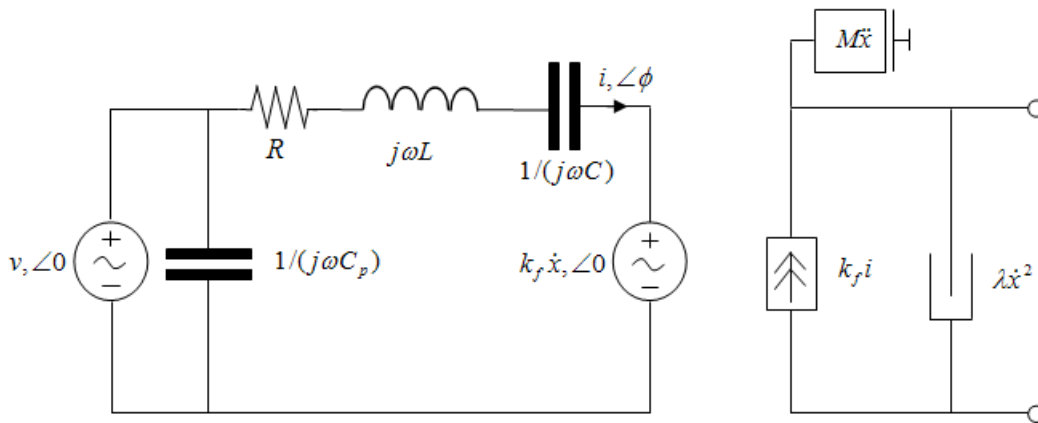 Mẍ
i,∠ϕ
R
jωL
1/(jωC)
v,∠0
+
−
1/(jωC_p)
k_f ẋ,∠0
+
−
k_f i
λẋ²